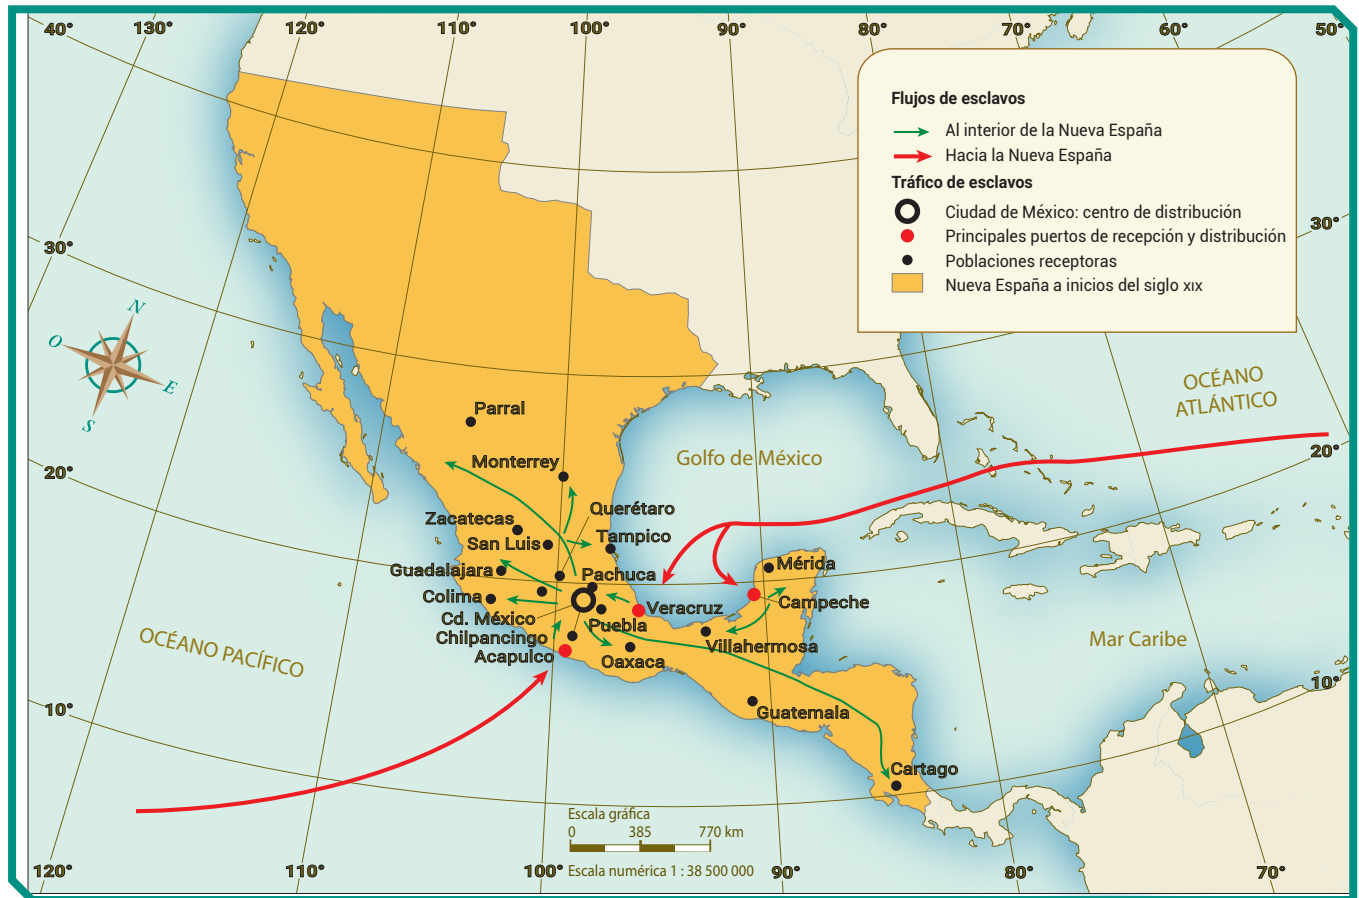 40° 130° 120° 110° 100° 90° 80° 70° 60° 50°
Flujos de esclavos
Al interior de la Nueva España
Hacia la Nueva España
Tráfico de esclavos
Ciudad de México: centro de distribución
Principales puertos de recepción y distribución
Poblaciones receptoras
Nueva España a inicios del siglo XIX
30°
30°
N
O
E
S
OCÉANO
ATLÁNTICO
Parral
Golfo de México
20°
Monterrey
20°
Querétaro
Zacatecas
Tampico
San Luis
Mérida
Guadalajara
Pachuca
Colima
Campeche
Veracruz
Cd. México
Puebla
Chilpancingo
Villahermosa
Acapulco
Oaxaca
OCÉANO PACÍFICO
Mar Caribe
10°
10°
Guatemala
Cartago
Escala gráfica
0 385 770 km
Escala numérica 1 : 38 500 000
120° 110° 100° 90° 80° 70°